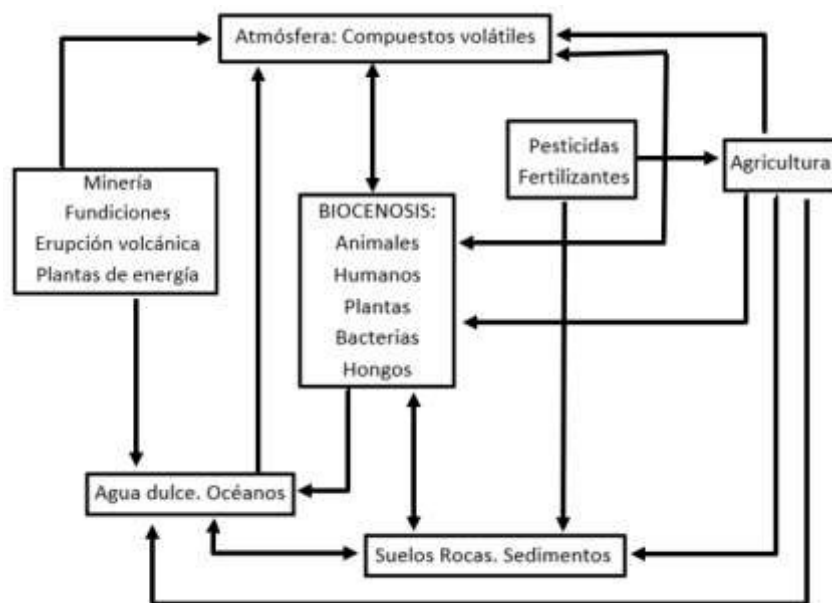 Atmósfera: Compuestos volátiles
Pesticidas
Fertilizantes
Agricultura
Minería
Fundiciones
Erupción volcánica
Plantas de energía
BIOCENOSIS:
Animales
Humanos
Plantas
Bacterias
Hongos
Agua dulce. Océanos
Suelos Rocas. Sedimentos